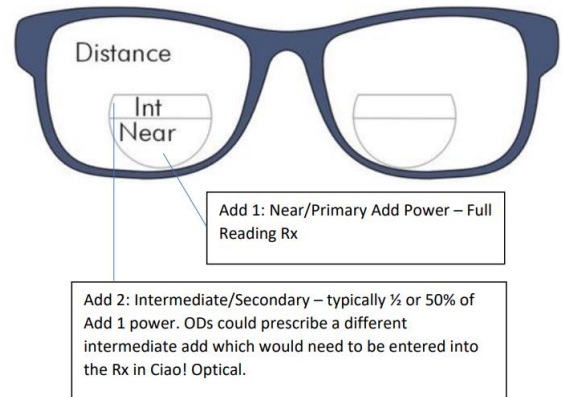 Distance
Int
Near
Add 1: Near/Primary Add Power – Full
Reading Rx
Add 2: Intermediate/Secondary – typically ½ or 50% of
Add 1 power. ODs could prescribe a different
intermediate add which would need to be entered into
the Rx in Ciao! Optical.